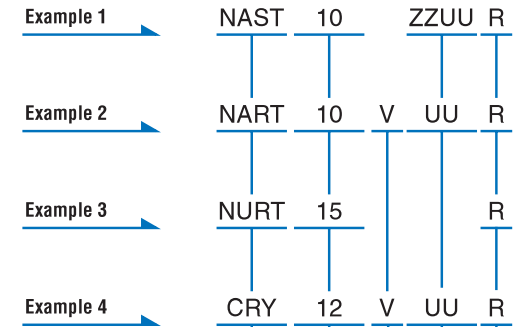 Example 1 NAST 10 ZZUU R
Example 2 NART 10 V UU R
Example 3 NURT 15 R
Example 4 CRY 12 V UU R